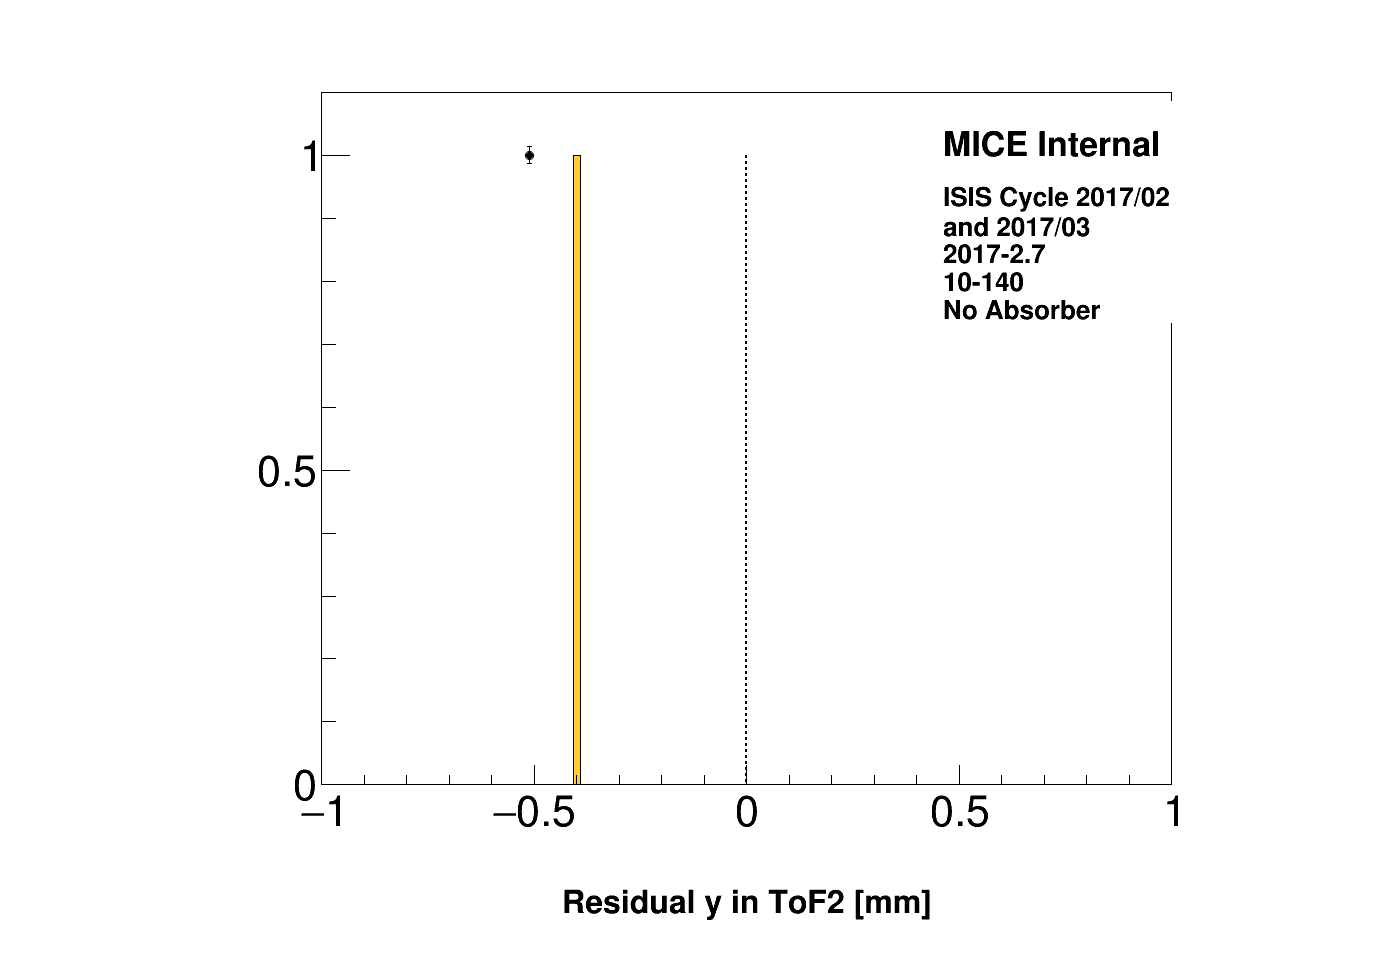 MICE Internal
ISIS Cycle 2017/02
and 2017/03
2017-2.7
10-140
No Absorber
1
0.5
0
−1 −0.5 0 0.5 1
Residual y in ToF2 [mm]